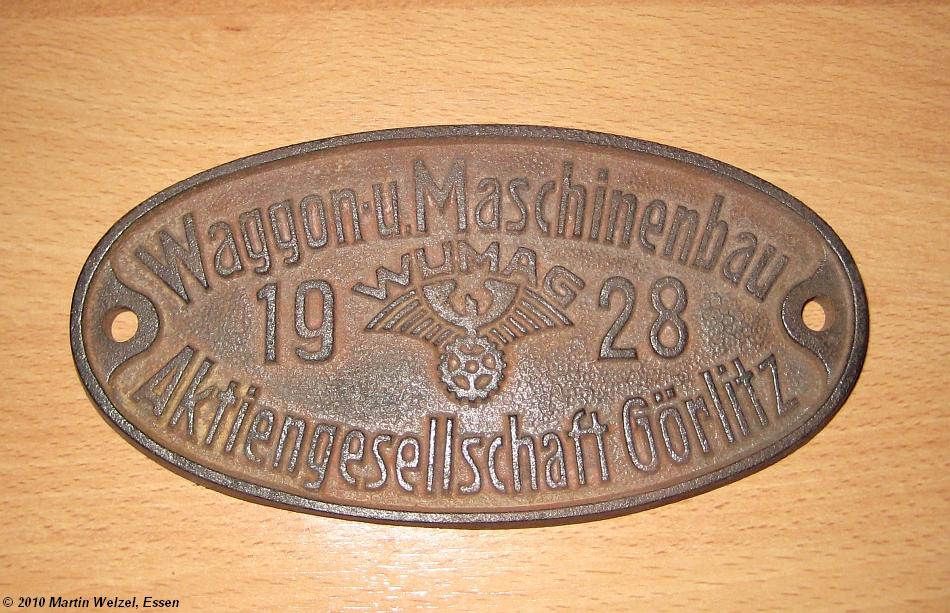 Waggon-u. Maschinenbau
WUMAG
19 28
Aktiengesellschaft Görlitz
© 2010 Martin Welzel, Essen